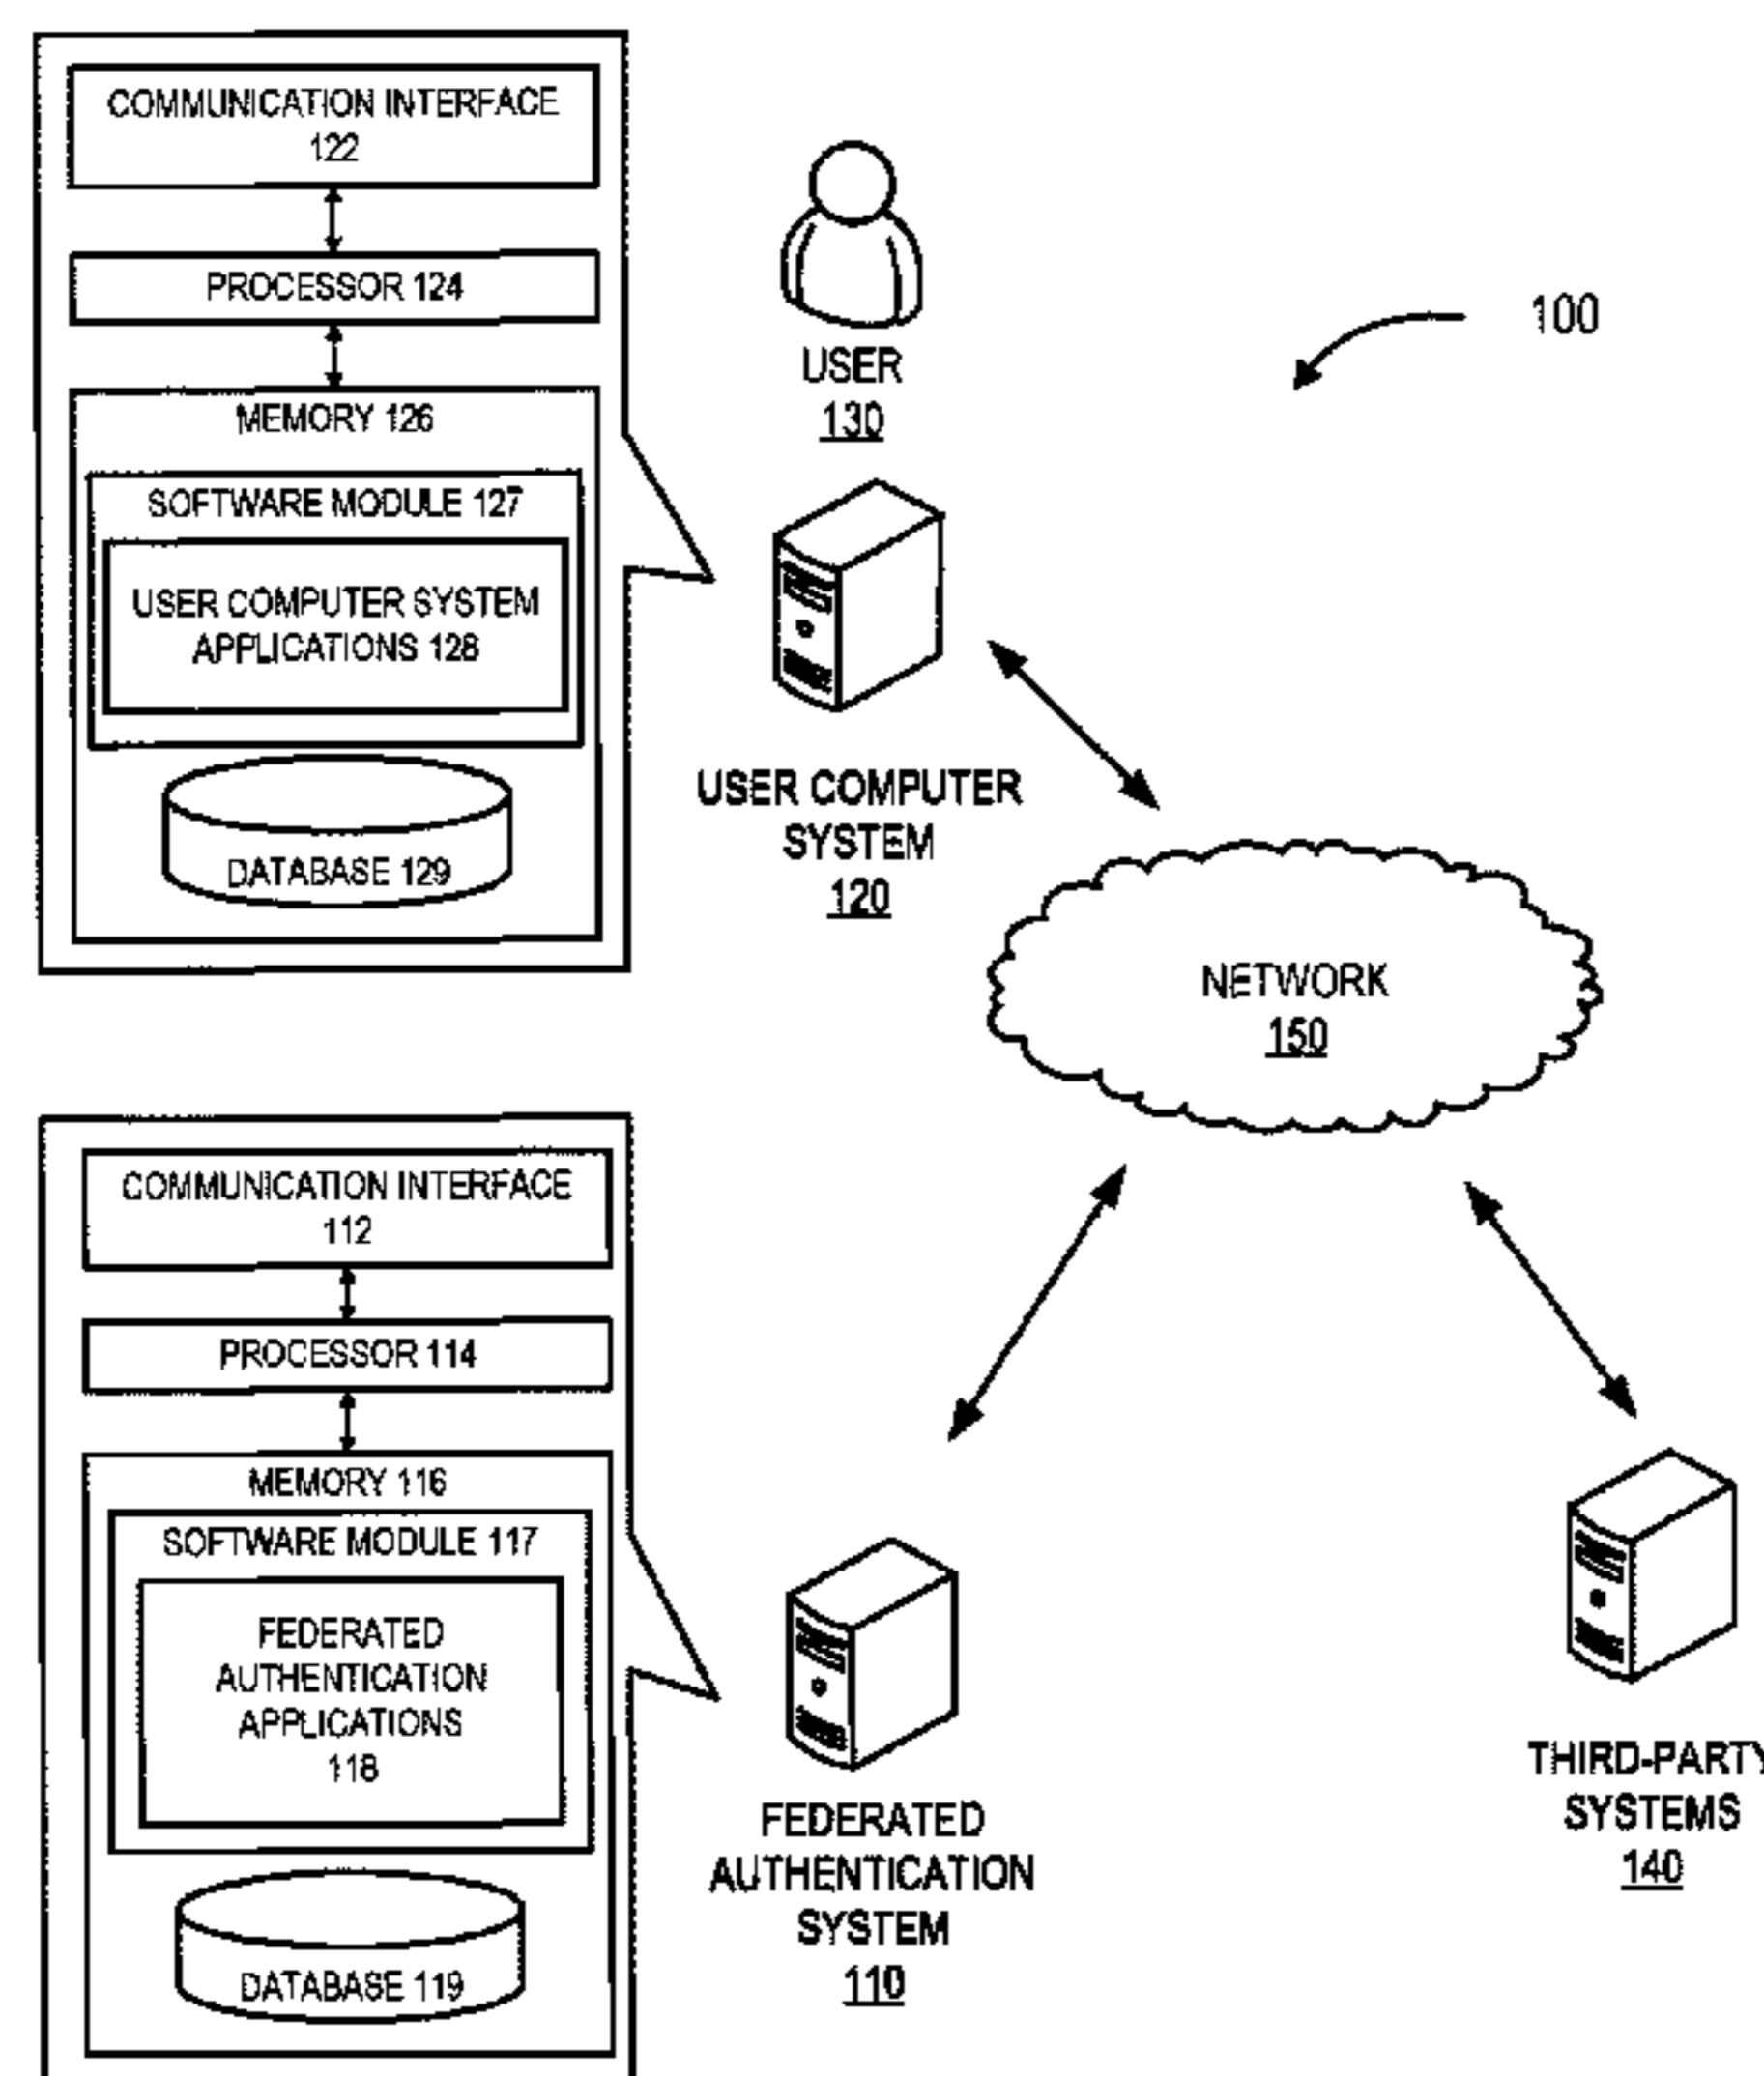 COMMUNICATION INTERFACE
122
PROCESSOR 124
MEMORY 126
SOFTWARE MODULE 127
USER COMPUTER SYSTEM
APPLICATIONS 128
DATABASE 129
USER
130
100
USER COMPUTER
SYSTEM
120
NETWORK
150
COMMUNICATION INTERFACE
112
PROCESSOR 114
MEMORY 116
SOFTWARE MODULE 117
FEDERATED
AUTHENTICATION
APPLICATIONS
118
DATABASE 119
FEDERATED
AUTHENTICATION
SYSTEM
110
THIRD-PARTY
SYSTEMS
140